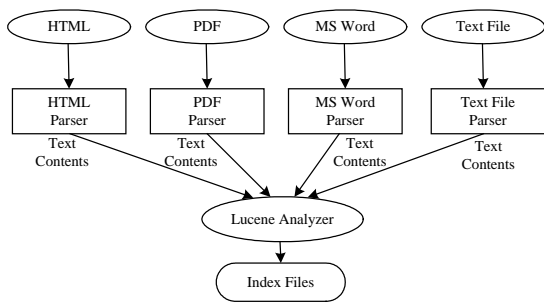 HTML
PDF
MS Word
Text File
HTML
Parser
PDF
Parser
MS Word
Parser
Text File
Parser
Text
Contents
Text
Contents
Text
Contents
Text
Contents
Lucene Analyzer
Index Files